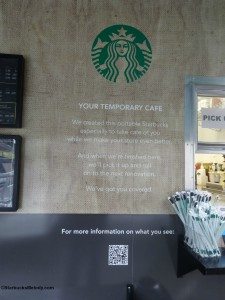 YOUR TEMPORARY CAFE
We created this portable Starbucks
especially to take care of you
while we make your store even better.
And when we're finished here,
we'll pick it up and roll
on to the next renovation.
We've got you covered.
PICK
For more information on what you see:
©StarbucksMelody.com